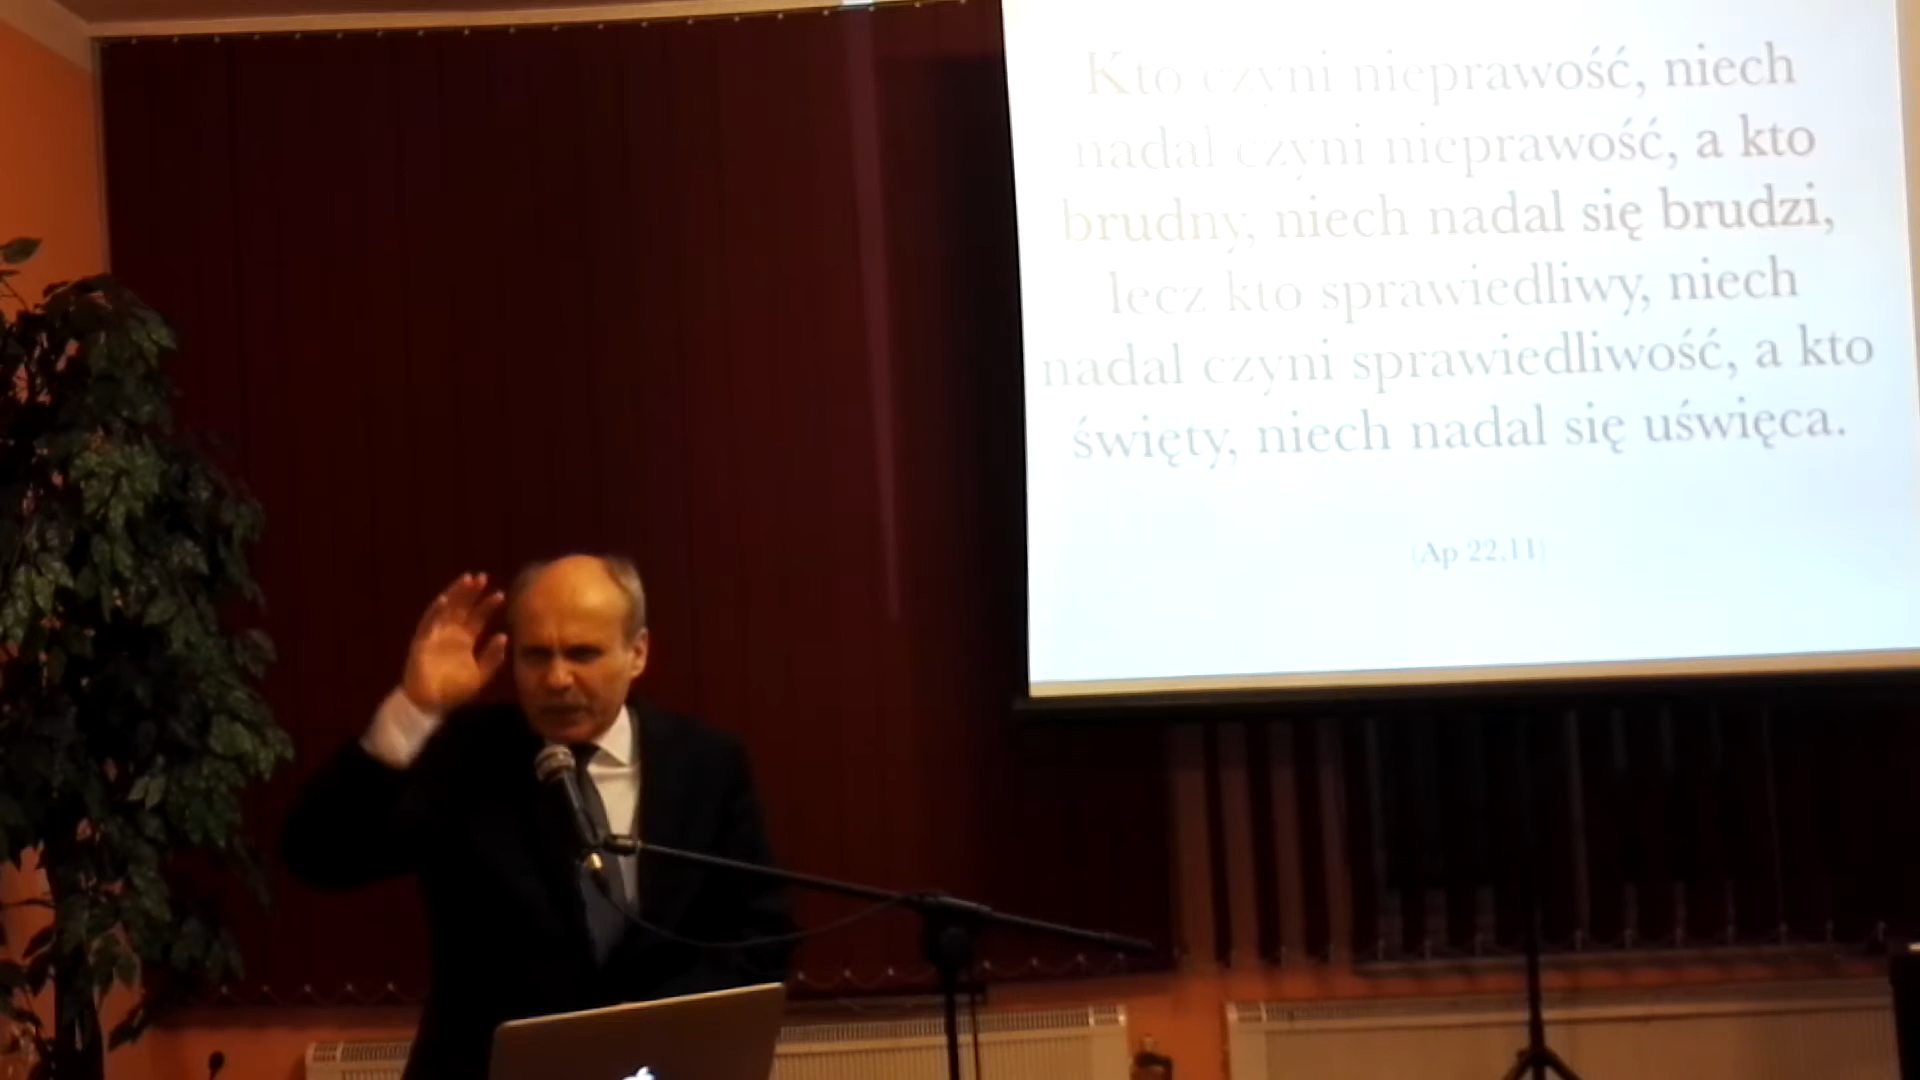 Kto czyni nieprawość, niech
nadal czyni nieprawość, a kto
brudny, niech nadal się brudzi,
lecz kto sprawiedliwy, niech
nadal czyni sprawiedliwość, a kto
święty, niech nadal się uświęca.
(Ap 22,11)